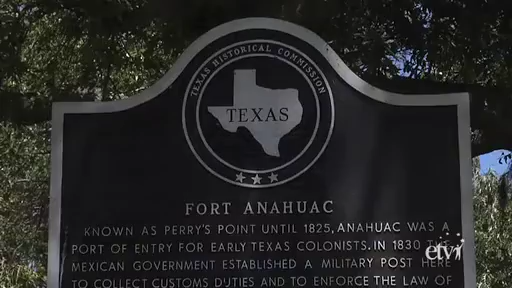 TEXAS HISTORICAL COMMISSION
TEXAS
FORT ANAHUAC
KNOWN AS PERRY'S POINT UNTIL 1825, ANAHUAC WAS A
PORT OF ENTRY FOR EARLY TEXAS COLONISTS. IN 1830 THE
MEXICAN GOVERNMENT ESTABLISHED A MILITARY POST HERE
TO COLLECT CUSTOMS DUTIES AND TO ENFORCE THE LAW OF
etv